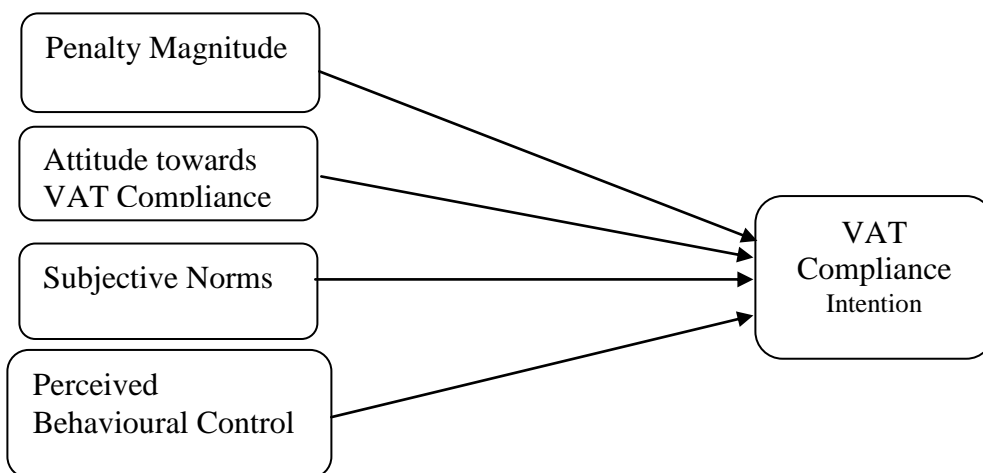 Penalty Magnitude
Attitude towards
VAT Compliance
Subjective Norms
Perceived
Behavioural Control
VAT
Compliance
Intention